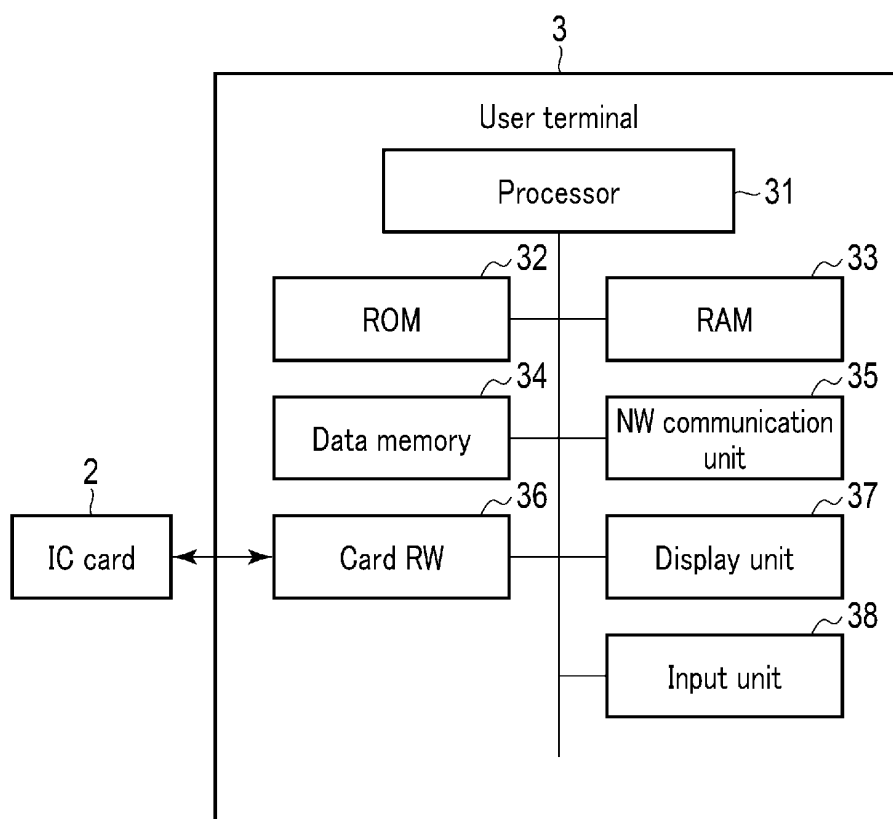 3
User terminal
Processor
31
32
33
ROM
RAM
34
35
Data memory
NW communication
unit
2
36
37
IC card
Card RW
Display unit
38
Input unit